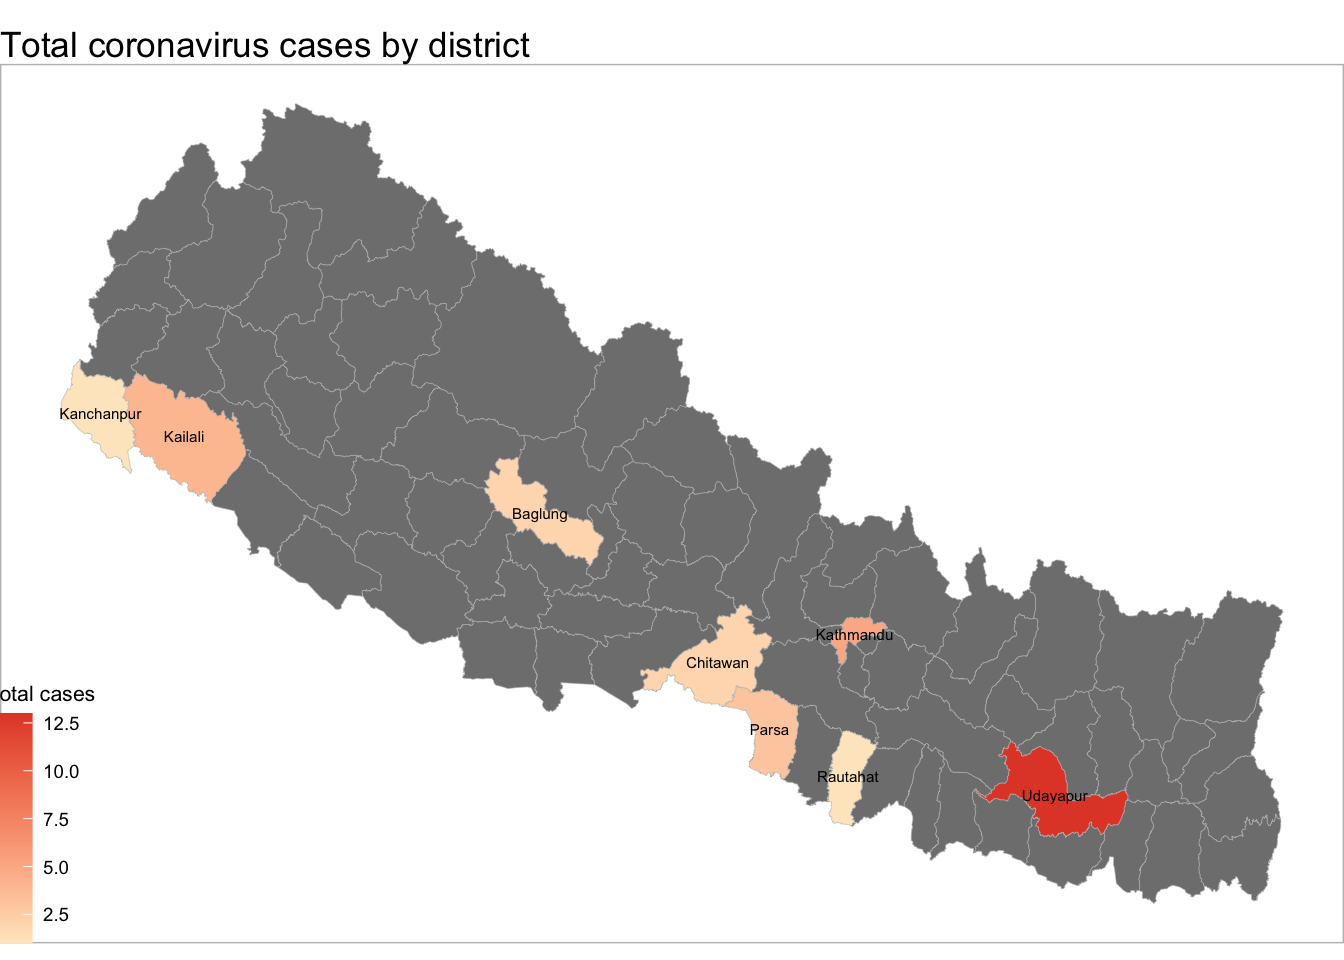 Total coronavirus cases by district
Kanchanpur
Kailali
Baglung
Kathmandu
Chitawan
Parsa
Rautahat
Udayapur
otal cases
12.5
10.0
7.5
5.0
2.5